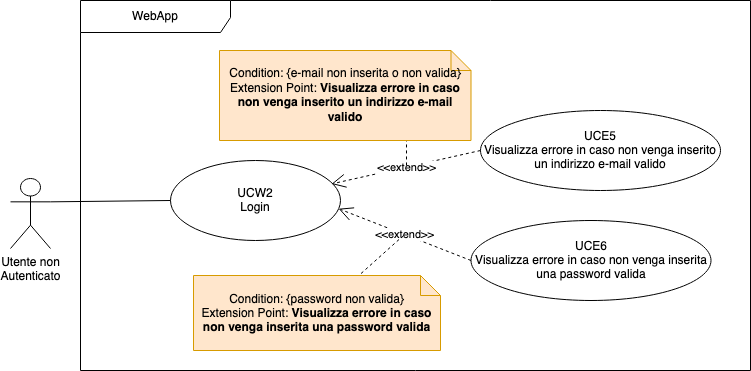 WebApp
Condition: {e-mail non inserita o non valida}
Extension Point: Visualizza errore in caso
non venga inserito un indirizzo e-mail
valido
UCE5
Visualizza errore in caso non venga inserito
un indirizzo e-mail valido
<<extend>>
UCW2
Login
<<extend>>
UCE6
Visualizza errore in caso non venga inserita
una password valida
Utente non
Autenticato
Condition: {password non valida}
Extension Point: Visualizza errore in caso
non venga inserita una password valida